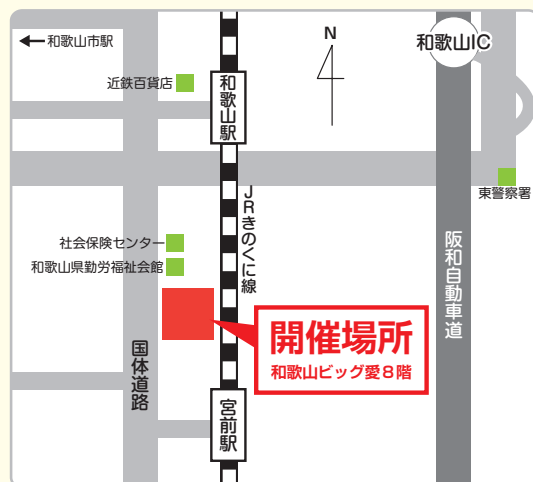 ←和歌山市駅
N
和歌山IC
近鉄百貨店
和歌山駅
東警察署
JRきのくに線
社会保険センター
和歌山県勤労福祉会館
阪和自動車道
開催場所
和歌山ビッグ愛8階
国体道路
宮前駅